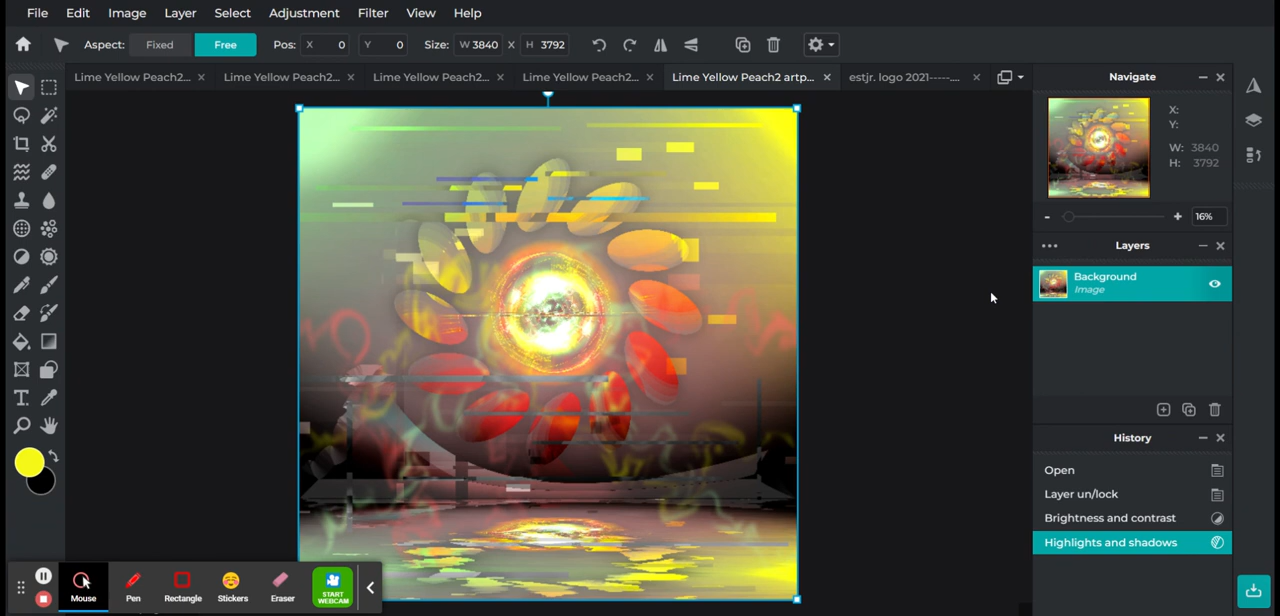 File Edit Image Layer Select Adjustment Filter View Help
Aspect: Fixed Free Pos: X 0 Y 0 Size: W 3840 X H 3792
Lime Yellow Peach2... Lime Yellow Peach2... Lime Yellow Peach2... Lime Yellow Peach2... Lime Yellow Peach2 artp... estjr. logo 2021-----....
Navigate
X:
Y:
W: 3840
H: 3792
16%
Layers
Background
Image
History
Open
Layer un/lock
Brightness and contrast
Highlights and shadows
Mouse Pen Rectangle Stickers Eraser START
WEBCAM